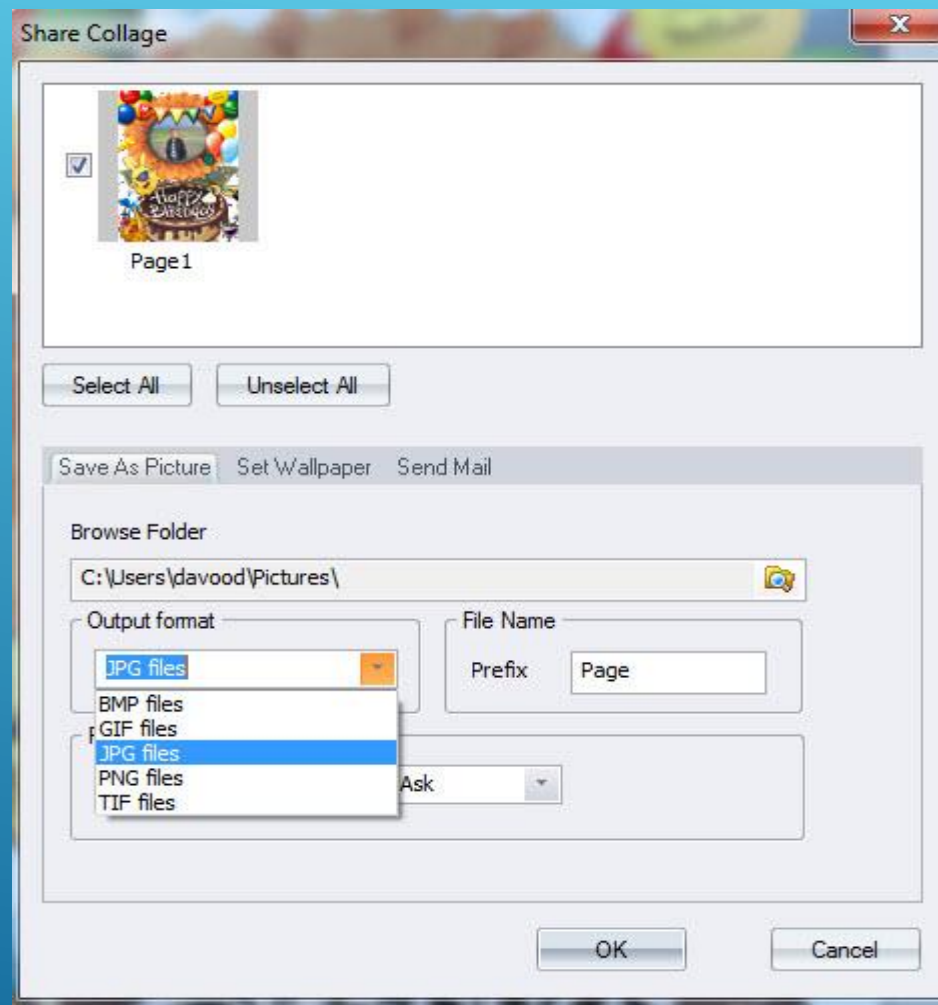 Share Collage
x
Happy
Birthday
Page1
Select All Unselect All
Save As Picture Set Wallpaper Send Mail
Browse Folder
C:\Users\davood\Pictures\
Output format File Name
JPG files Prefix Page
BMP files
GIF files
JPG files
PNG files Ask
TIF files
OK Cancel